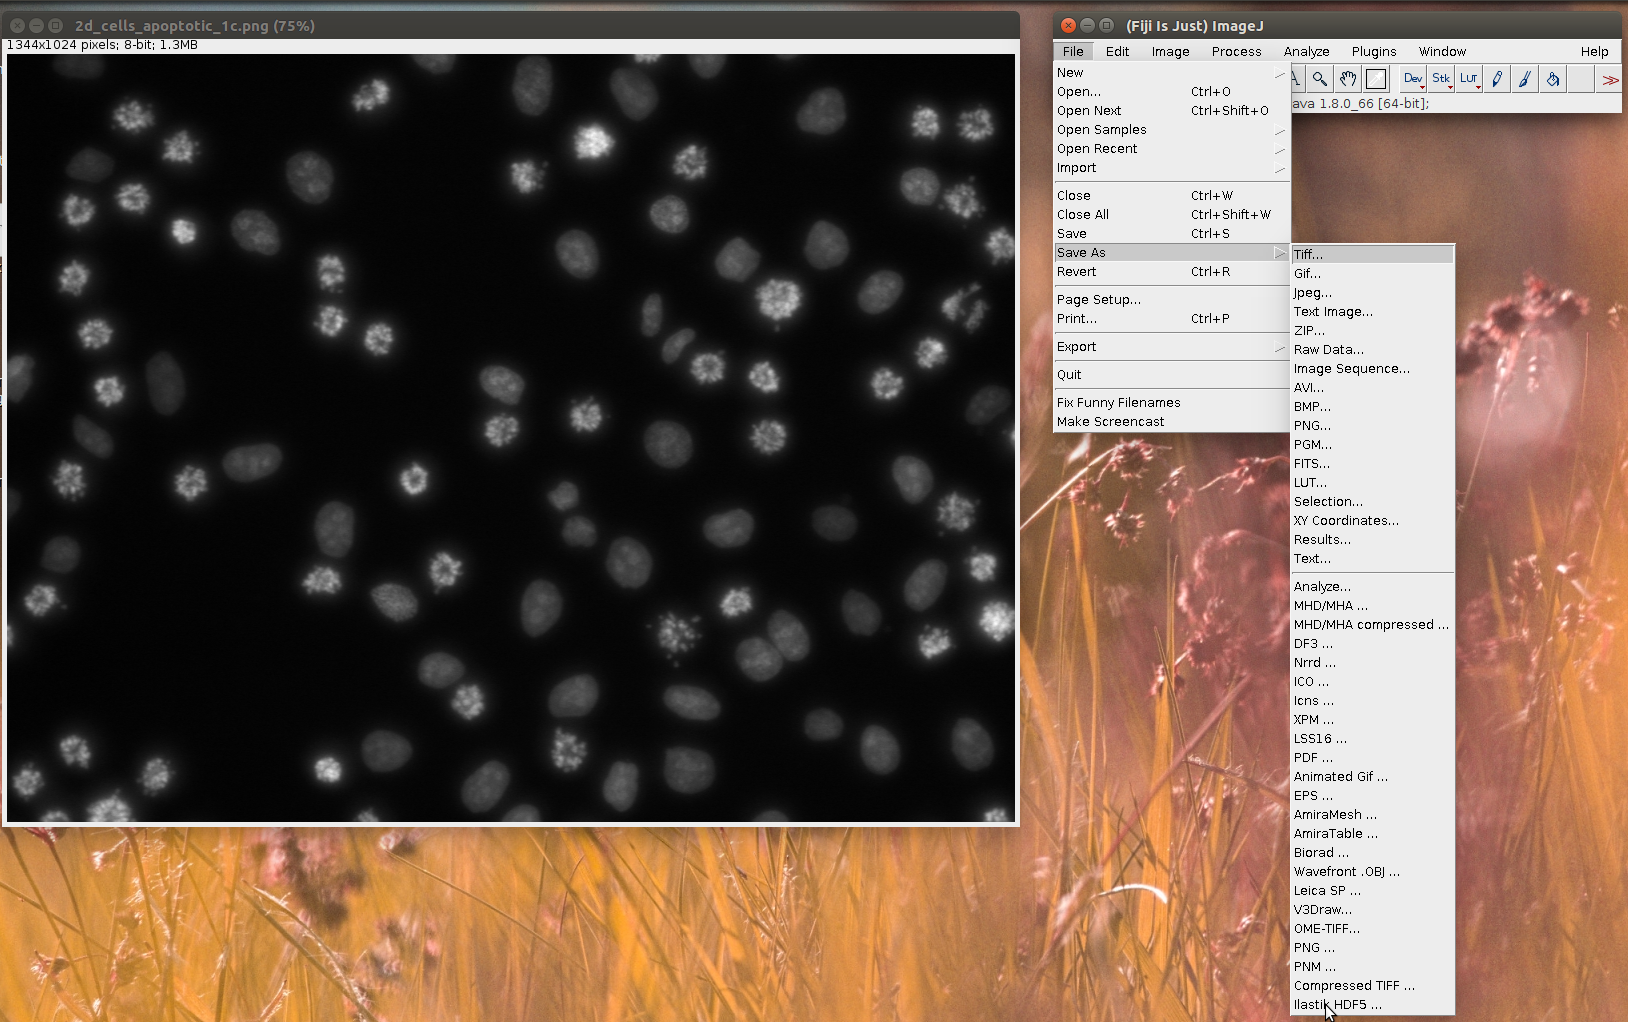 2d_cells_apoptotic_1c.png (75%)
1344x1024 pixels; 8-bit; 1.3MB
(Fiji Is Just) ImageJ
File Edit Image Process Analyze Plugins Window Help
Dev Stk LUT
ava 1.8.0_66 [64-bit];
New
Open... Ctrl+O
Open Next Ctrl+Shift+O
Open Samples
Open Recent
Import
Close Ctrl+W
Close All Ctrl+Shift+W
Save Ctrl+S
Save As
Revert Ctrl+R
Page Setup...
Print... Ctrl+P
Export
Quit
Fix Funny Filenames
Make Screencast
Tiff...
Gif...
Jpeg...
Text Image...
ZIP...
Raw Data...
Image Sequence...
AVI...
BMP...
PNG...
PGM...
FITS...
LUT...
Selection...
XY Coordinates...
Results...
Text...
Analyze...
MHD/MHA ...
MHD/MHA compressed ...
DF3 ...
Nrrd ...
ICO ...
Icns ...
XPM ...
LSS16 ...
PDF ...
Animated Gif ...
EPS ...
AmiraMesh ...
AmiraTable ...
Biorad ...
Wavefront .OBJ ...
Leica SP ...
V3Draw...
OME-TIFF...
PNG ...
PNM ...
Compressed TIFF ...
Ilastik HDF5 ...